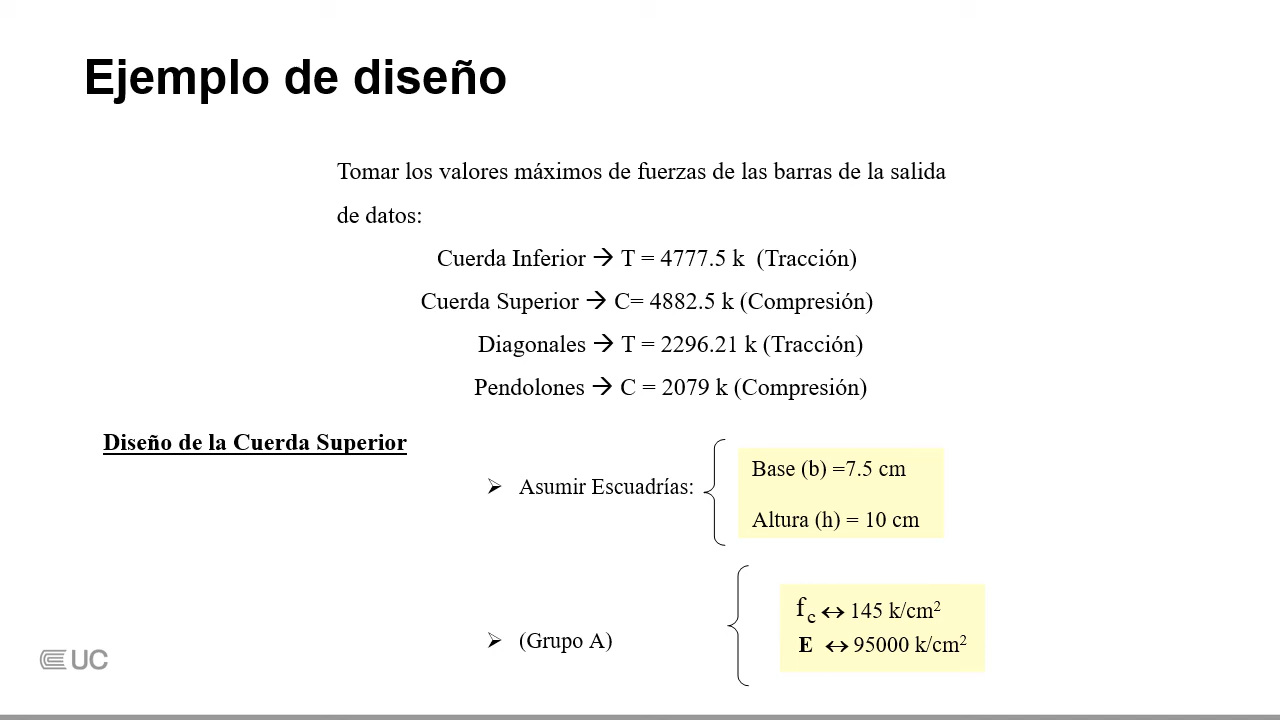 Ejemplo de diseño
Tomar los valores máximos de fuerzas de las barras de la salida
de datos:
Cuerda Inferior → T = 4777.5 k (Tracción)
Cuerda Superior → C= 4882.5 k (Compresión)
Diagonales → T = 2296.21 k (Tracción)
Pendolones → C = 2079 k (Compresión)
Diseño de la Cuerda Superior
➢ Asumir Escuadrías:
Base (b) =7.5 cm
Altura (h) = 10 cm
➢ (Grupo A)
fc ↔ 145 k/cm²
E ↔ 95000 k/cm²
UC